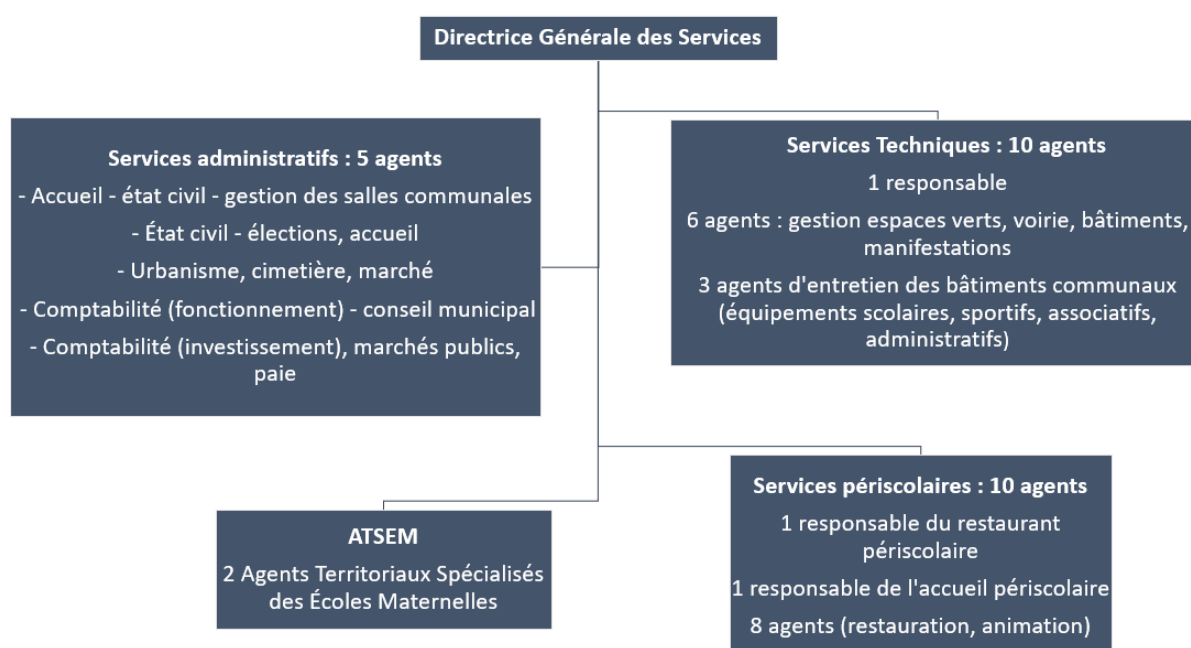 Directrice Générale des Services
Services administratifs : 5 agents
- Accueil - état civil - gestion des salles communales
- État civil - élections, accueil
- Urbanisme, cimetière, marché
- Comptabilité (fonctionnement) - conseil municipal
- Comptabilité (investissement), marchés publics,
paie
Services Techniques : 10 agents
1 responsable
6 agents : gestion espaces verts, voirie, bâtiments,
manifestations
3 agents d'entretien des bâtiments communaux
(équipements scolaires, sportifs, associatifs,
administratifs)
ATSEM
2 Agents Territoriaux Spécialisés
des Écoles Maternelles
Services périscolaires : 10 agents
1 responsable du restaurant
périscolaire
1 responsable de l'accueil périscolaire
8 agents (restauration, animation)